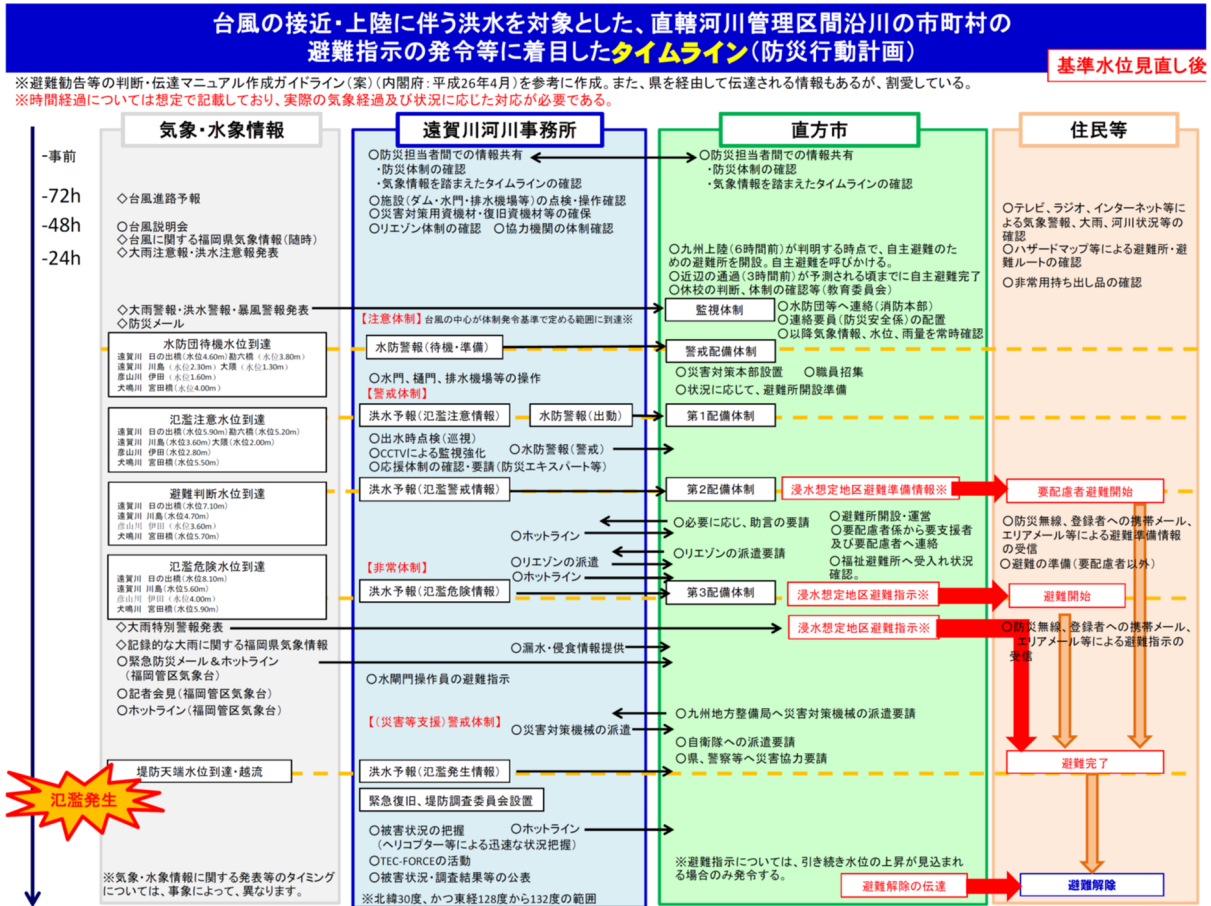 台風の接近・上陸に伴う洪水を対象とした、直轄河川管理区間沿川の市町村の
避難指示の発令等に着目したタイムライン(防災行動計画)
基準水位見直し後
※避難勧告等の判断・伝達マニュアル作成ガイドライン(案)(内閣府:平成26年4月)を参考に作成。また、県を経由して伝達される情報もあるが、割愛している。
※時間経過については想定で記載しており、実際の気象経過及び状況に応じた対応が必要である。
-事前
-72h
-48h
-24h
氾濫発生
気象・水象情報
◇台風進路予報
○台風説明会
◇台風に関する福岡県気象情報(随時)
◇大雨注意報・洪水注意報発表
◇大雨警報・洪水警報・暴風警報発表
◇防災メール
水防団待機水位到達
遠賀川 日の出橋(水位4.60m)勘六橋(水位3.80m)
遠賀川 川島(水位2.30m) 大隈(水位1.30m)
彦山川 伊田(水位1.60m)
犬鳴川 宮田橋(水位4.00m)
氾濫注意水位到達
遠賀川 日の出橋(水位5.90m)勘六橋(水位5.20m)
遠賀川 川島(水位3.60m)大隈(水位2.00m)
彦山川 伊田(水位2.80m)
犬鳴川 宮田橋(水位5.50m)
避難判断水位到達
遠賀川 日の出橋(水位7.10m)
遠賀川 川島(水位4.70m)
彦山川 伊田(水位3.60m)
犬鳴川 宮田橋(水位5.70m)
氾濫危険水位到達
遠賀川 日の出橋(水位8.10m)
遠賀川 川島(水位5.60m)
彦山川 伊田(水位4.00m)
犬鳴川 宮田橋(水位5.90m)
◇大雨特別警報発表
◇記録的な大雨に関する福岡県気象情報
○緊急防災メール&ホットライン
(福岡管区気象台)
○記者会見(福岡管区気象台)
○ホットライン(福岡管区気象台)
堤防天端水位到達・越流
※気象・水象情報に関する発表等のタイミング
については、事象によって、異なります。
遠賀川河川事務所
○防災担当者間での情報共有
・防災体制の確認
・気象情報を踏まえたタイムラインの確認
○施設(ダム・水門・排水機場等)の点検・操作確認
○災害対策用資機材・復旧資機材等の確保
○リエゾン体制の確認 ○協力機関の体制確認
【注意体制】台風の中心が体制発令基準で定める範囲に到達※
水防警報(待機・準備)
○水門、樋門、排水機場等の操作
【警戒体制】
洪水予報(氾濫注意情報)
水防警報(出動)
○出水時点検(巡視)
○CCTVによる監視強化
○水防警報(警戒)
○応援体制の確認・要請(防災エキスパート等)
洪水予報(氾濫警戒情報)
○ホットライン
○リエゾンの派遣
【非常体制】
○ホットライン
洪水予報(氾濫危険情報)
○漏水・侵食情報提供
○水閘門操作員の避難指示
【(災害等支援)警戒体制】
○災害対策機械の派遣
洪水予報(氾濫発生情報)
緊急復旧、堤防調査委員会設置
○被害状況の把握
○ホットライン
(ヘリコプター等による迅速な状況把握)
○TEC-FORCEの活動
○被害状況・調査結果等の公表
※北緯30度、かつ東経128度から132度の範囲
直方市
○防災担当者間での情報共有
・防災体制の確認
・気象情報を踏まえたタイムラインの確認
○九州上陸(6時間前)が判明する時点で、自主避難のた
めの避難所を開設。自主避難を呼びかける。
○近辺の通過(3時間前)が予測される頃までに自主避難完了
○休校の判断、体制の確認等(教育委員会)
監視体制
○水防団等へ連絡(消防本部)
○連絡要員(防災安全係)の配置
○以降気象情報、水位、雨量を常時確認
警戒配備体制
○災害対策本部設置 ○職員招集
○状況に応じて、避難所開設準備
第1配備体制
第2配備体制
浸水想定地区避難準備情報※
○必要に応じ、助言の要請
○リエゾンの派遣要請
○避難所開設・運営
○要配慮者係から要支援者
及び要配慮者へ連絡
○福祉避難所へ受入れ状況
確認。
第3配備体制
浸水想定地区避難指示※
浸水想定地区避難指示※
○九州地方整備局へ災害対策機械の派遣要請
○自衛隊への派遣要請
○県、警察等へ災害協力要請
※避難指示については、引き続き水位の上昇が見込まれ
る場合のみ発令する。
避難解除の伝達
住民等
○テレビ、ラジオ、インターネット等に
よる気象警報、大雨、河川状況等の
確認
○ハザードマップ等による避難所・避
難ルートの確認
○非常用持ち出し品の確認
要配慮者避難開始
○防災無線、登録者への携帯メール、
エリアメール等による避難準備情報
の受信
○避難の準備(要配慮者以外)
避難開始
○防災無線、登録者への携帯メール、
エリアメール等による避難指示の
受信
避難完了
避難解除